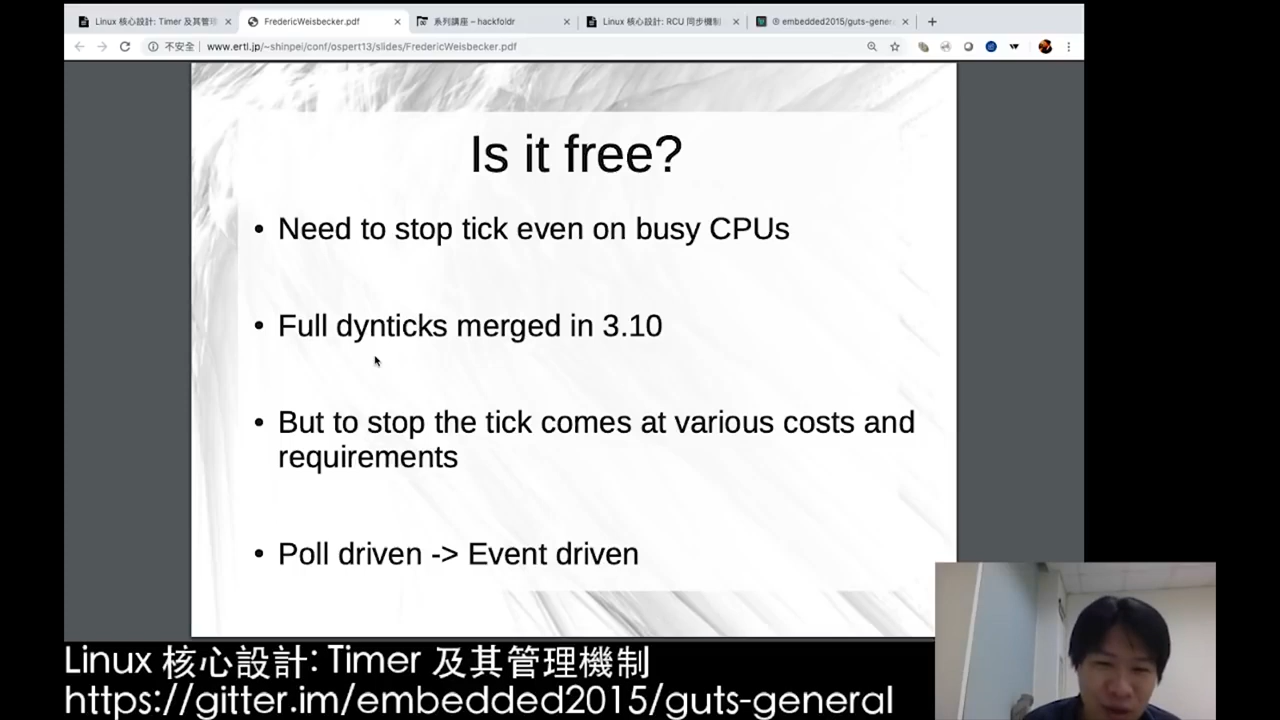 Linux 核心設計: Timer 及其管理
FredericWeisbecker.pdf
系列講座 – hackfoldr
Linux 核心設計: RCU 同步機制
embedded2015/guts-gener
不安全
www.ertl.jp/~shinpei/conf/ospert13/slides/FredericWeisbecker.pdf
Is it free?
• Need to stop tick even on busy CPUs
• Full dynticks merged in 3.10
• But to stop the tick comes at various costs and
requirements
• Poll driven -> Event driven
Linux 核心設計: Timer 及其管理機制
https://gitter.im/embedded2015/guts-general